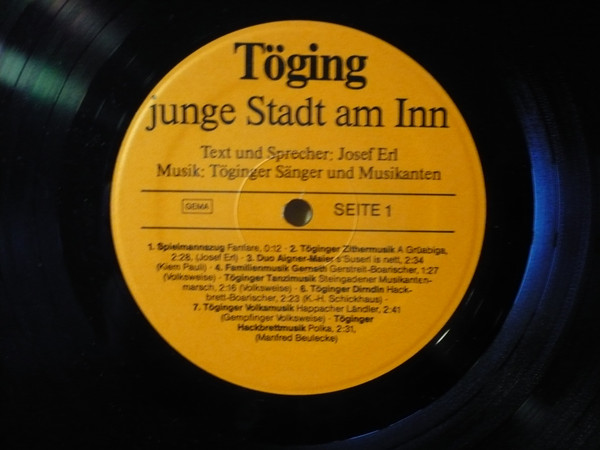 Töging
junge Stadt am Inn
Text und Sprecher: Josef Erl
Musik: Töginger Sänger und Musikanten
GEMA
SEITE 1
1. Spielmannszug Fanfare, 0:12 · 2. Töginger Zithermusik A Grüabiga,
2:28, (Josef Erl) · 3. Duo Aigner-Maier s'Suserl is nett, 2:34
(Kiem Pauli) · 4. Familienmusik Gerneth Gerstreit-Boarischer, 1:27
(Volksweise) · Töginger Tanzlmusik Steingadener Musikanten-
marsch, 2:16 (Volksweise) · 6. Töginger Dirndln Hack-
brett-Boarischer, 2:23 (K.-H. Schickhaus) ·
7. Töginger Volksmusik Happacher Ländler, 2:41
(Gempfinger Volksweise) · Töginger
Hackbrettmusik Polka, 2:31,
(Manfred Beulecke)